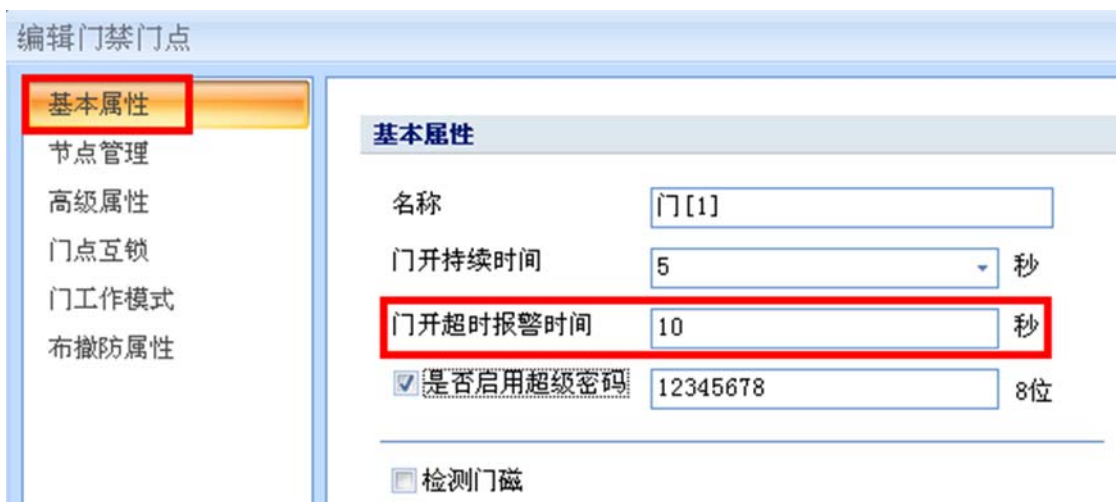 编辑门禁门点
基本属性
节点管理
高级属性
门点互锁
门工作模式
布撤防属性
基本属性
名称 门[1]
门开持续时间 5 秒
门开超时报警时间 10 秒
是否启用超级密码 12345678 8位
检测门磁